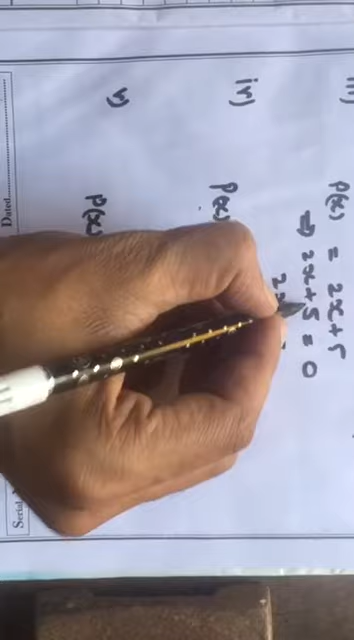 iii)
P(x) = 2x+5
⇒ 2x+5 = 0
iv) P(x)
v) P(x
Dated
Serial